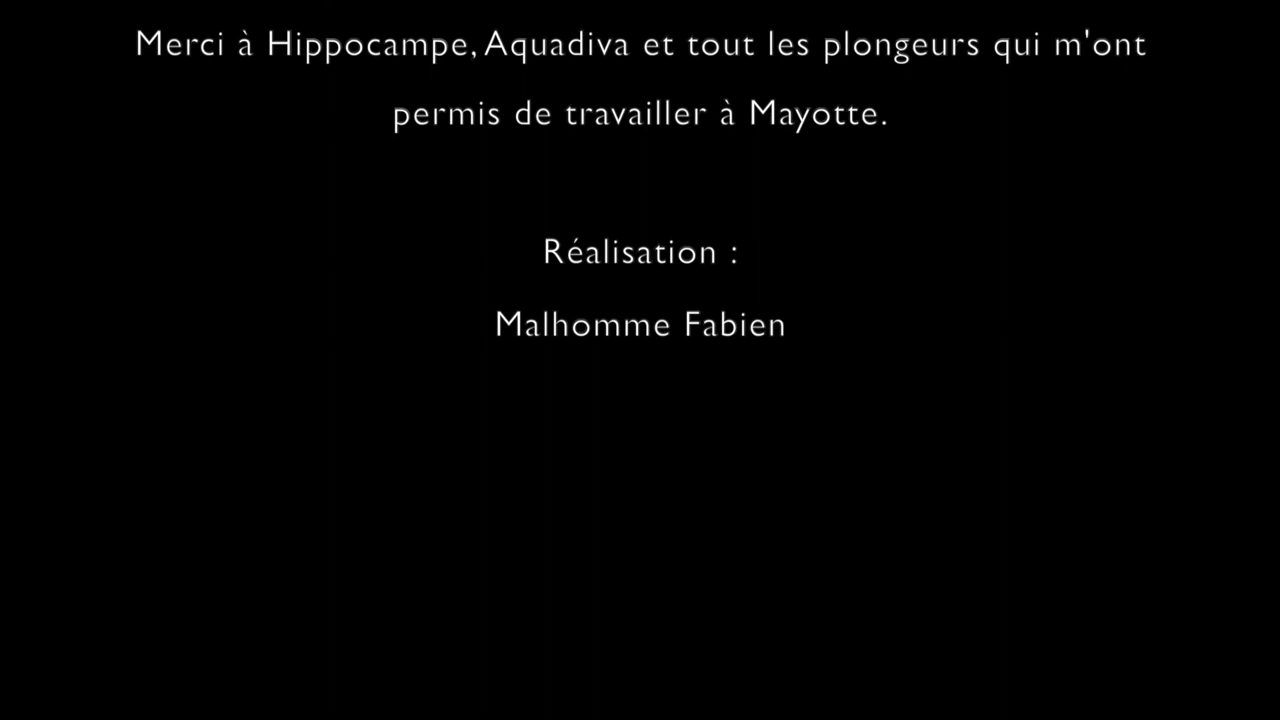 Merci à Hippocampe, Aquadiva et tout les plongeurs qui m'ont
permis de travailler à Mayotte.
Réalisation :
Malhomme Fabien